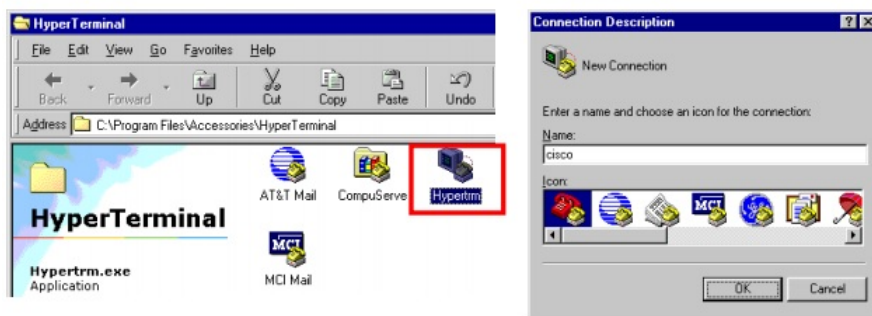 HyperTerminal
File Edit View Go Favorites Help
Back Forward Up Cut Copy Paste Undo
Address C:\Program Files\Accessories\HyperTerminal
AT&T Mail CompuServe Hypertrm
HyperTerminal
MCI
MCI Mail
Hypertrm.exe
Application
Connection Description
New Connection
Enter a name and choose an icon for the connection:
Name:
cisco
Icon:
MCI
OK Cancel